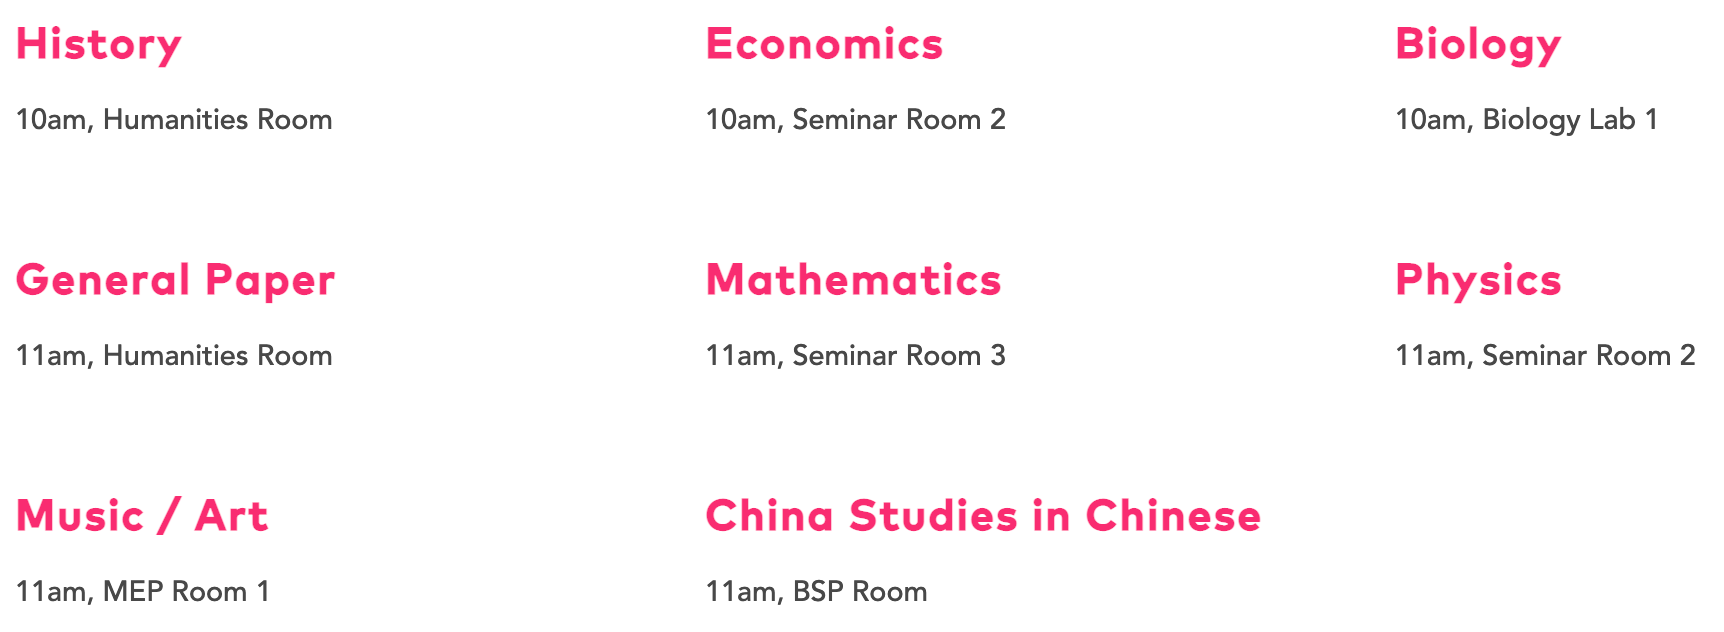 History
10am, Humanities Room
Economics
10am, Seminar Room 2
Biology
10am, Biology Lab 1
General Paper
11am, Humanities Room
Mathematics
11am, Seminar Room 3
Physics
11am, Seminar Room 2
Music / Art
11am, MEP Room 1
China Studies in Chinese
11am, BSP Room